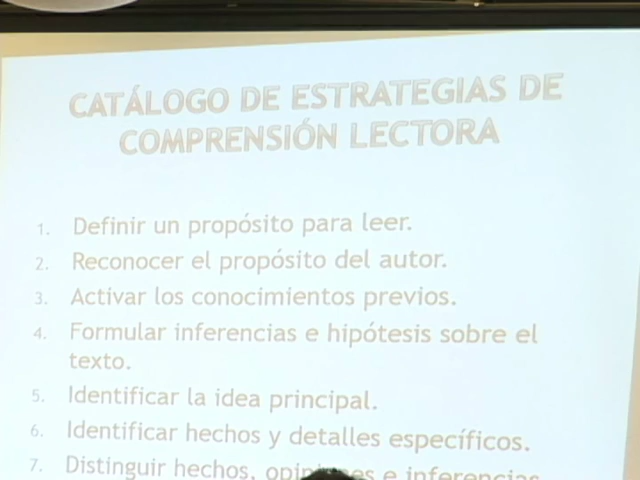 CATÁLOGO DE ESTRATEGIAS DE
COMPRENSIÓN LECTORA
1. Definir un propósito para leer.
2. Reconocer el propósito del autor.
3. Activar los conocimientos previos.
4. Formular inferencias e hipótesis sobre el
texto.
5. Identificar la idea principal.
6. Identificar hechos y detalles específicos.
7. Distinguir hechos, opiniones e inferencias